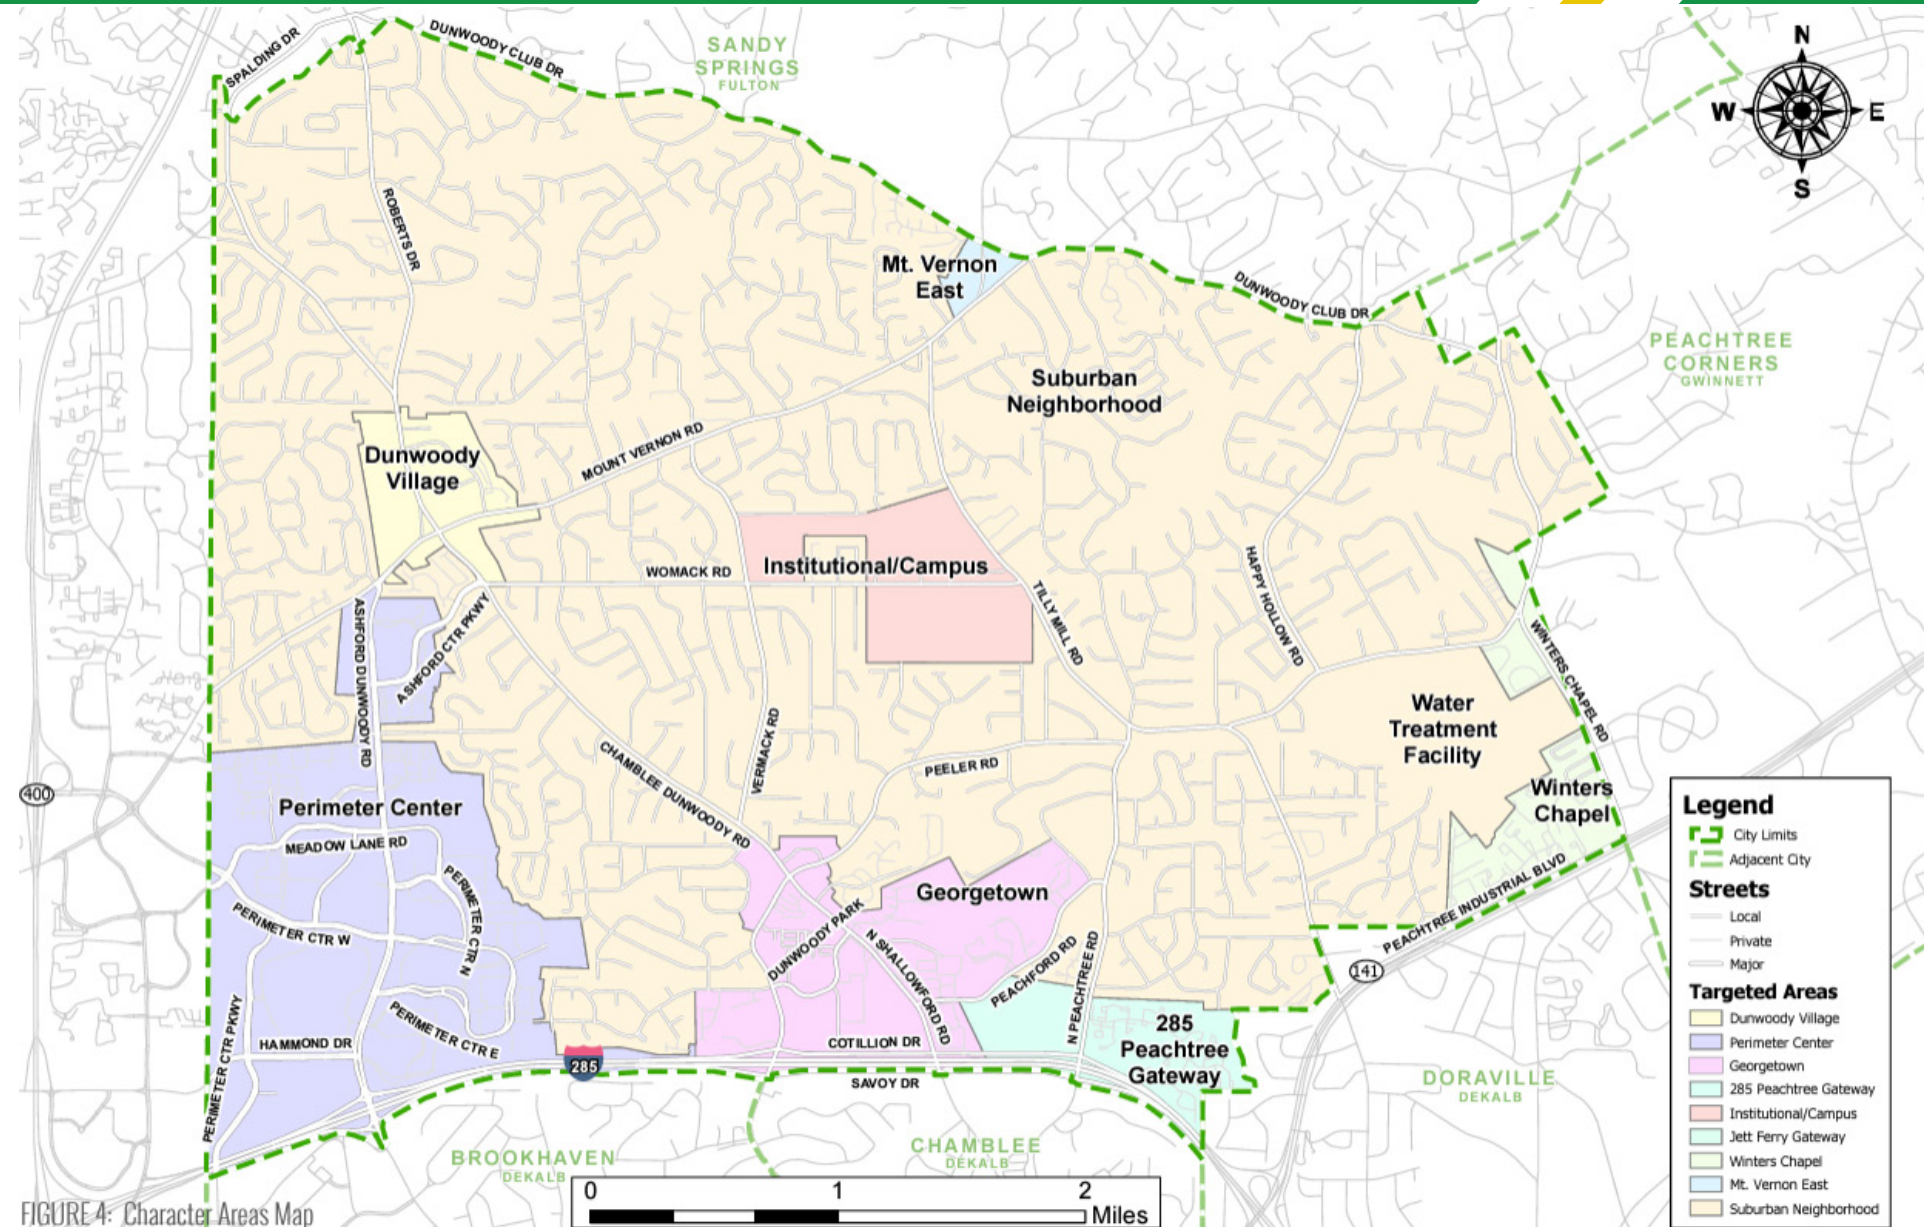 SPALDING DR
DUNWOODY CLUB DR
SANDY
SPRINGS
FULTON
N
W
E
S
ROBERTS DR
Mt. Vernon
East
DUNWOODY CLUB DR
PEACHTREE
CORNERS
GWINNETT
Suburban
Neighborhood
Dunwoody
Village
MOUNT VERNON RD
WOMACK RD
Institutional/Campus
TILLY MILL RD
HAPPY HOLLOW RD
WINTERS CHAPEL RD
ASHFORD DUNWOODY RD
ASHFORD CTR PKWY
Water
Treatment
Facility
VERMACK RD
CHAMBLEE DUNWOODY RD
PEELER RD
400
Perimeter Center
Winters
Chapel
MEADOW LANE RD
PERIMETER CTR N
Georgetown
PERIMETER CTR W
DUNWOODY PARK
N SHALLOWFORD RD
PEACHFORD RD
N PEACHTREE RD
PEACHTREE INDUSTRIAL BLVD
141
PERIMETER CTR PKWY
HAMMOND DR
PERIMETER CTR E
285
Peachtree
Gateway
COTILLION DR
285
SAVOY DR
DORAVILLE
DEKALB
BROOKHAVEN
DEKALB
CHAMBLEE
DEKALB
Legend
City Limits
Adjacent City
Streets
Local
Private
Major
Targeted Areas
Dunwoody Village
Perimeter Center
Georgetown
285 Peachtree Gateway
Institutional/Campus
Jett Ferry Gateway
Winters Chapel
Mt. Vernon East
Suburban Neighborhood
0 1 2
Miles
FIGURE 4: Character Areas Map